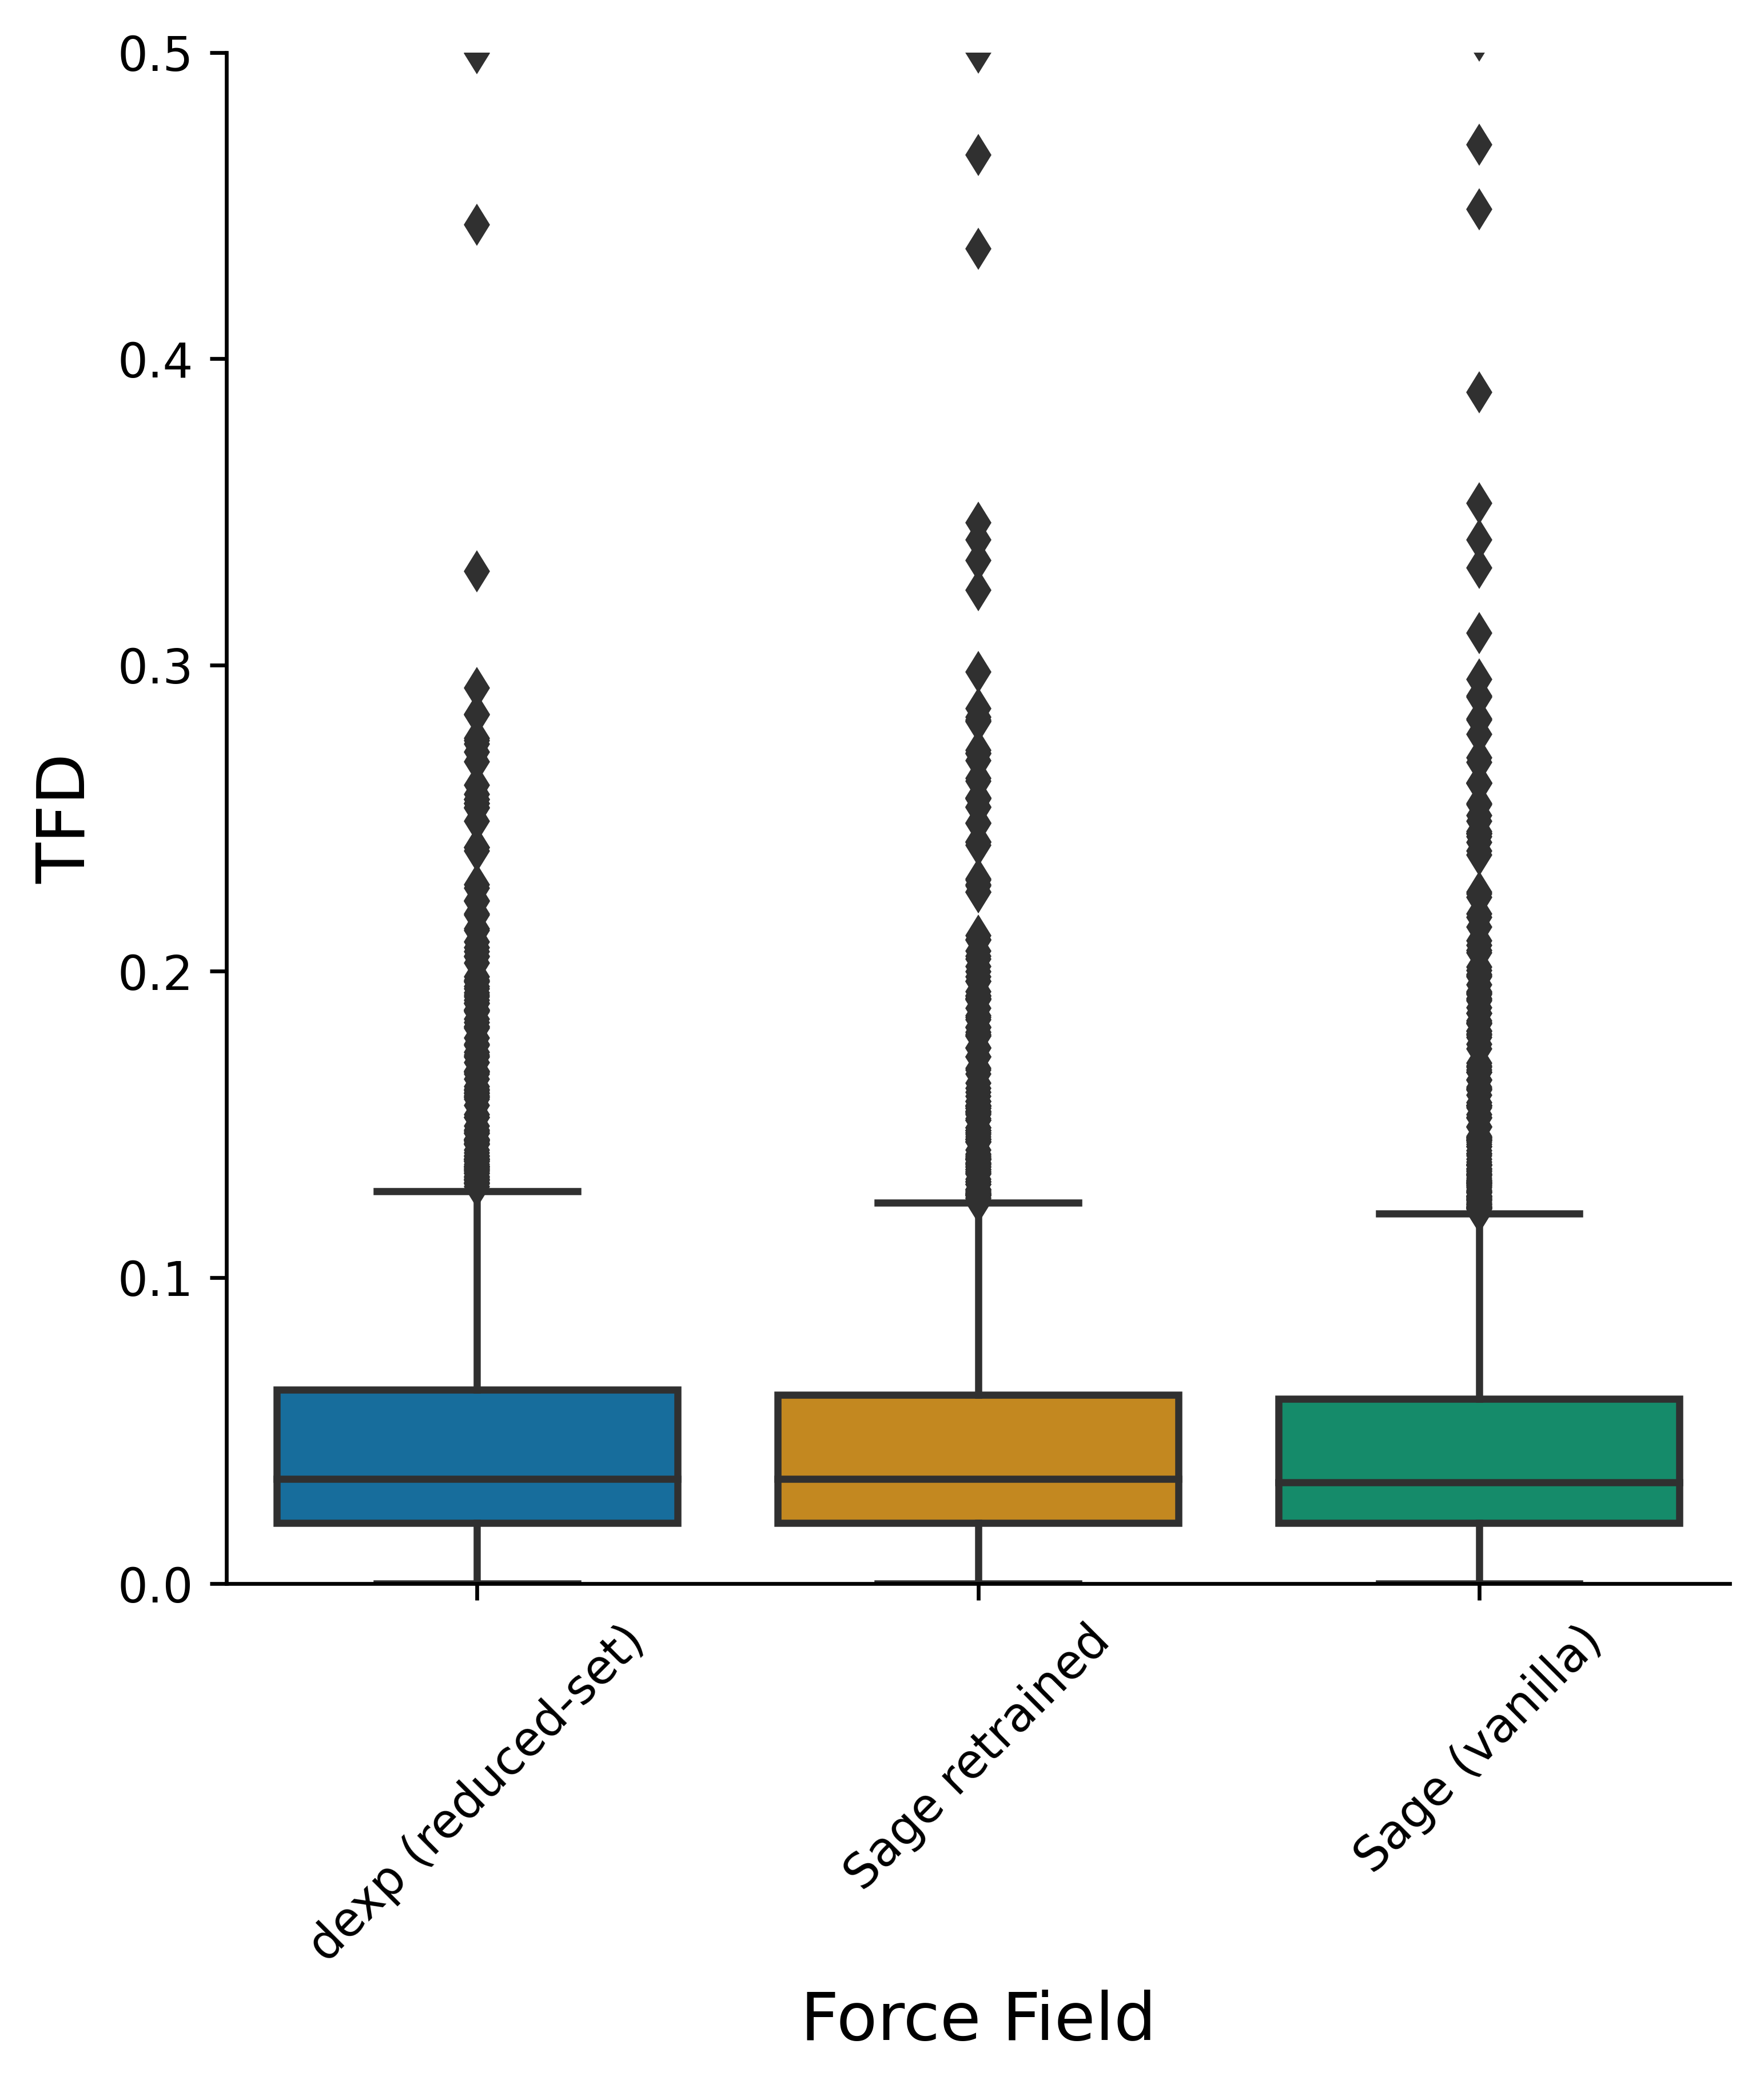 0.5
0.4
0.3
0.2
0.1
0.0
TFD
dexp (reduced-set)
Sage retrained
Sage (vanilla)
Force Field